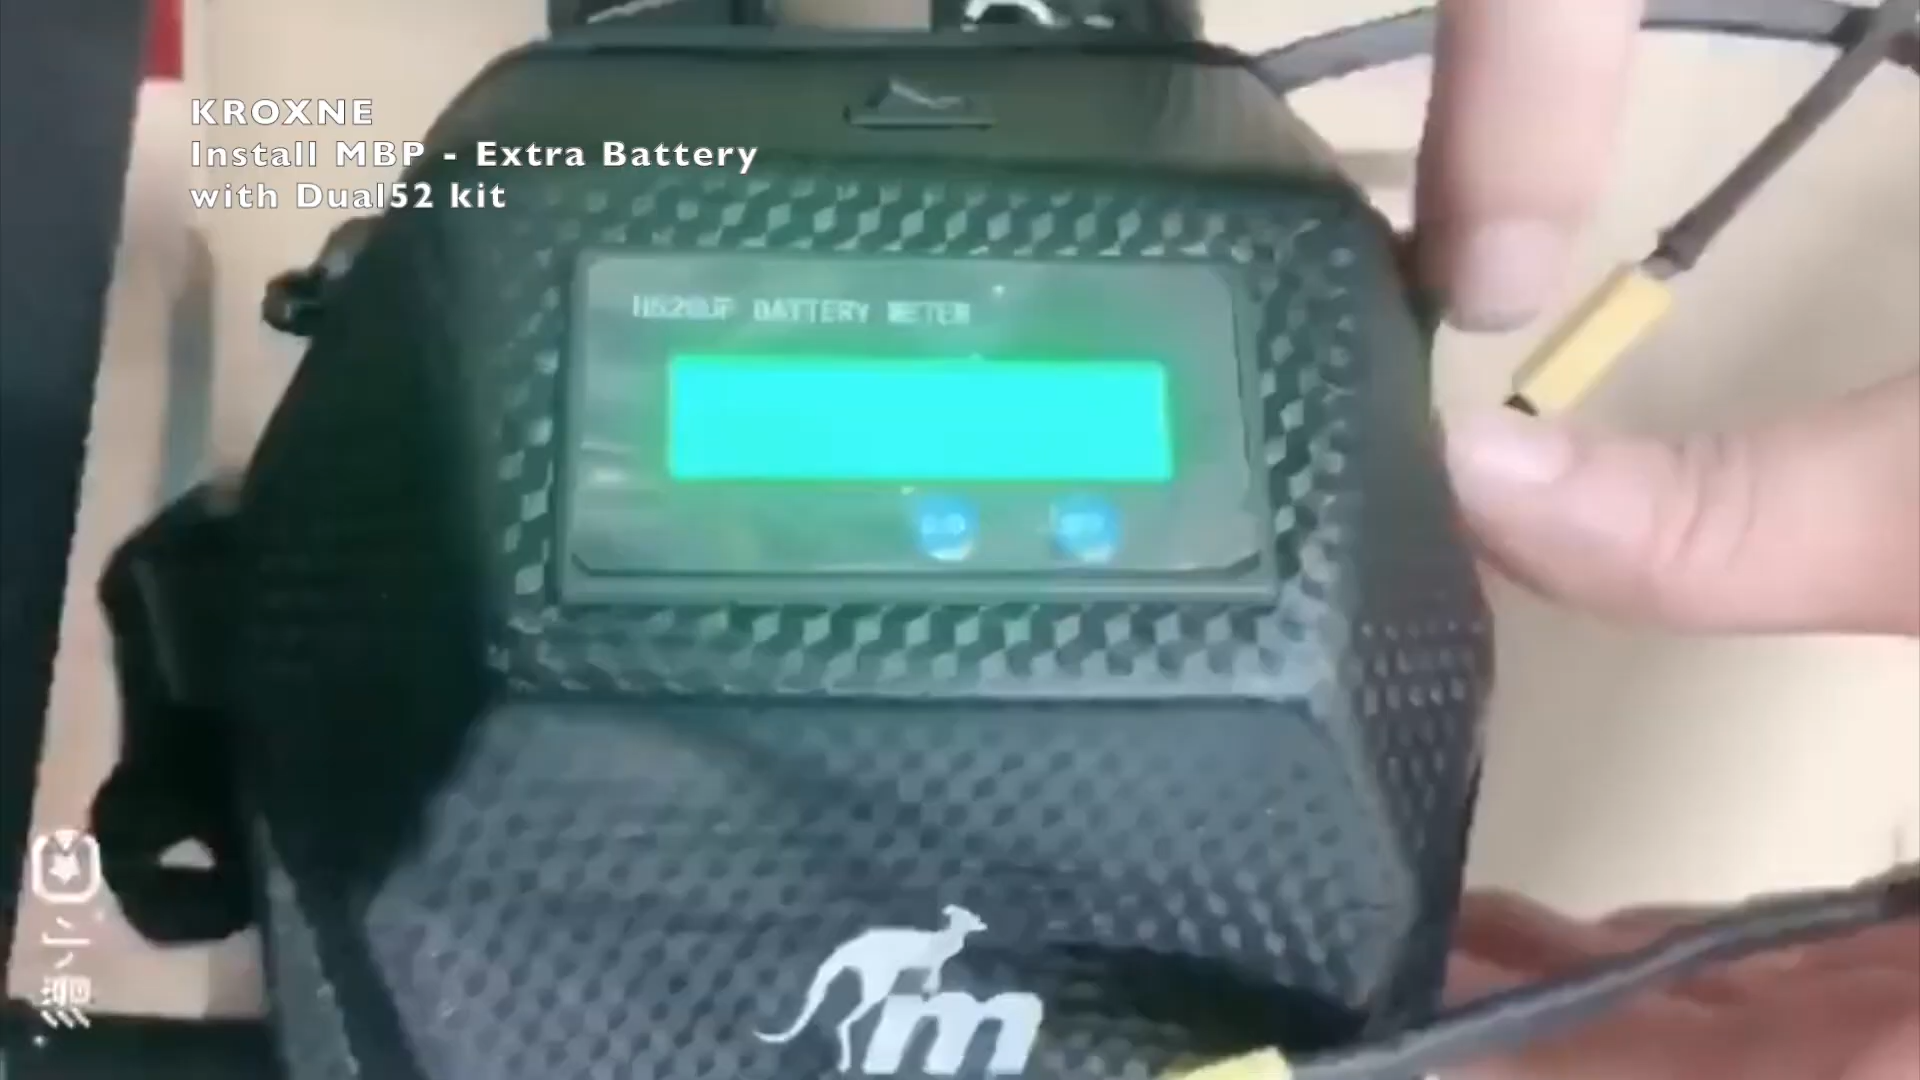 KROXNE
Install MBP - Extra Battery
with Dual52 kit
BATTERY METER
m